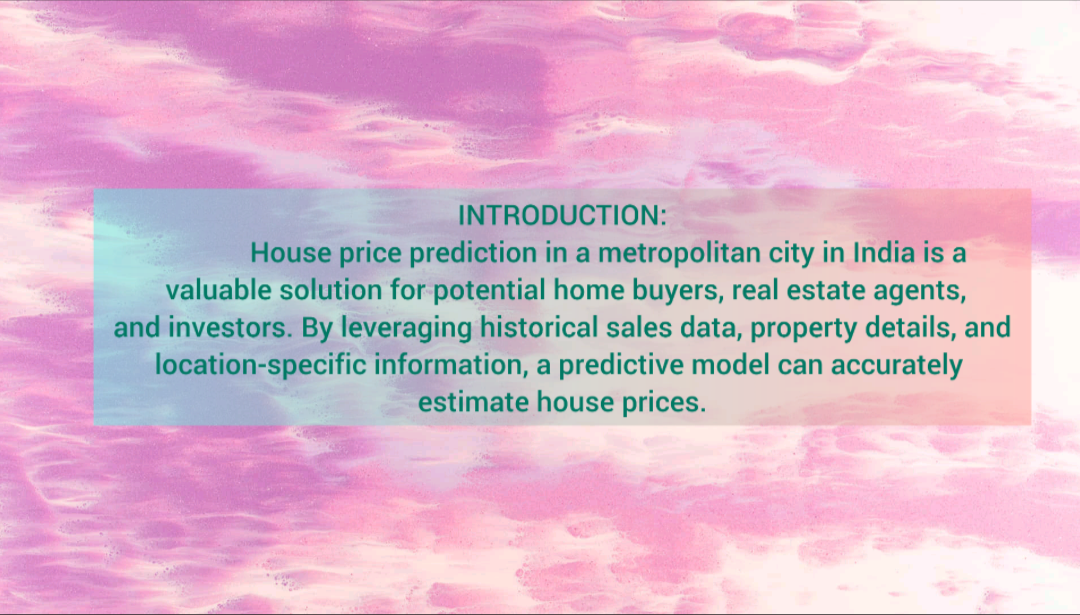 INTRODUCTION:
House price prediction in a metropolitan city in India is a
valuable solution for potential home buyers, real estate agents,
and investors. By leveraging historical sales data, property details, and
location-specific information, a predictive model can accurately
estimate house prices.